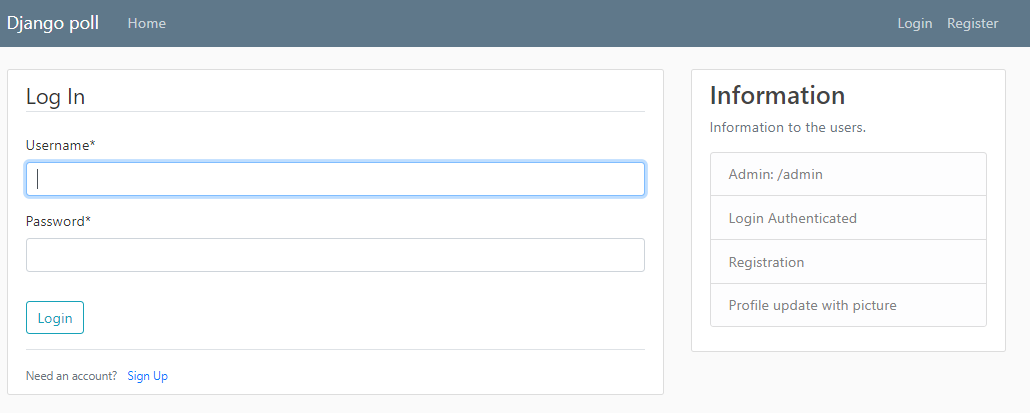 Django poll Home Login Register
Log In
Username*
Password*
Login
Need an account? Sign Up
Information
Information to the users.
Admin: /admin
Login Authenticated
Registration
Profile update with picture